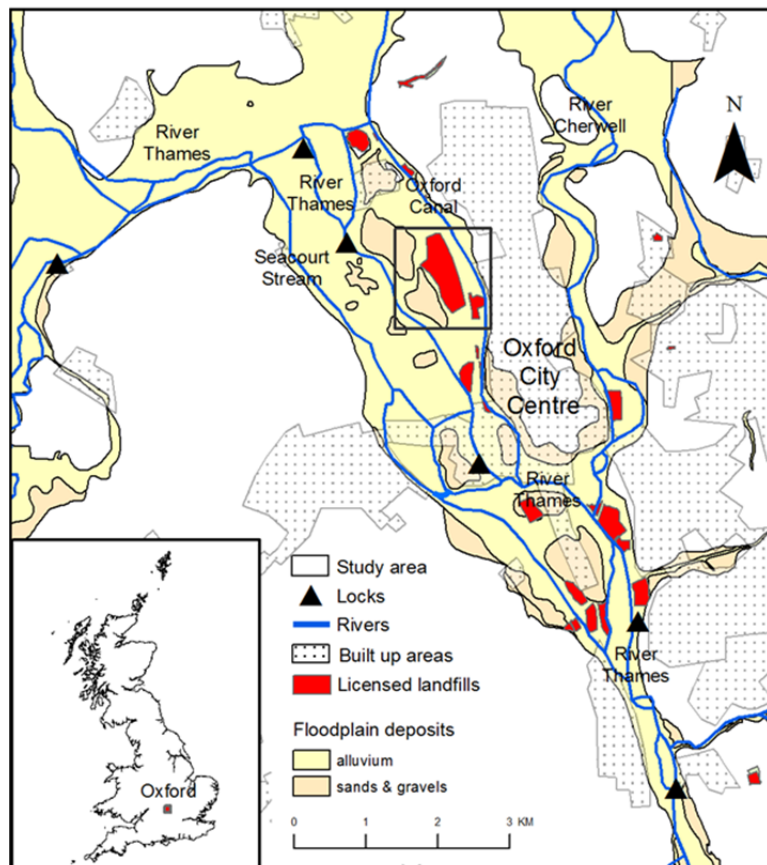 River
Thames
River
Cherwell
N
River
Thames
Oxford
Canal
Seacourt
Stream
Oxford
City
Centre
River
Thames
Study area
Locks
Rivers
Built up areas
Licensed landfills
River
Thames
Floodplain deposits
alluvium
sands & gravels
Oxford
0 1 2 3 KM